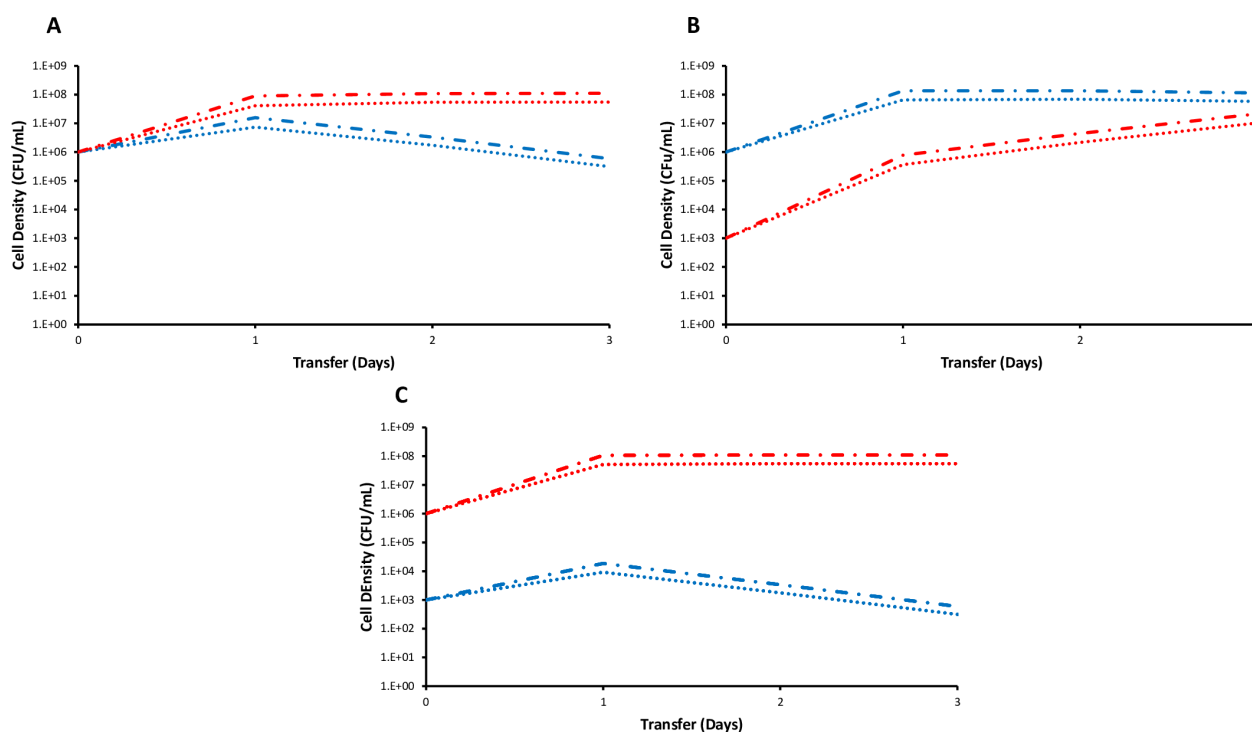 A
Cell Density (CFU/mL)
1.E+09
1.E+08
1.E+07
1.E+06
1.E+05
1.E+04
1.E+03
1.E+02
1.E+01
1.E+00
0 1 2 3
Transfer (Days)
B
Cell Density (CFu/mL)
1.E+09
1.E+08
1.E+07
1.E+06
1.E+05
1.E+04
1.E+03
1.E+02
1.E+01
1.E+00
0 1 2
Transfer (Days)
C
Cell DEnsity (CFU/mL)
1.E+09
1.E+08
1.E+07
1.E+06
1.E+05
1.E+04
1.E+03
1.E+02
1.E+01
1.E+00
0 1 2 3
Transfer (Days)